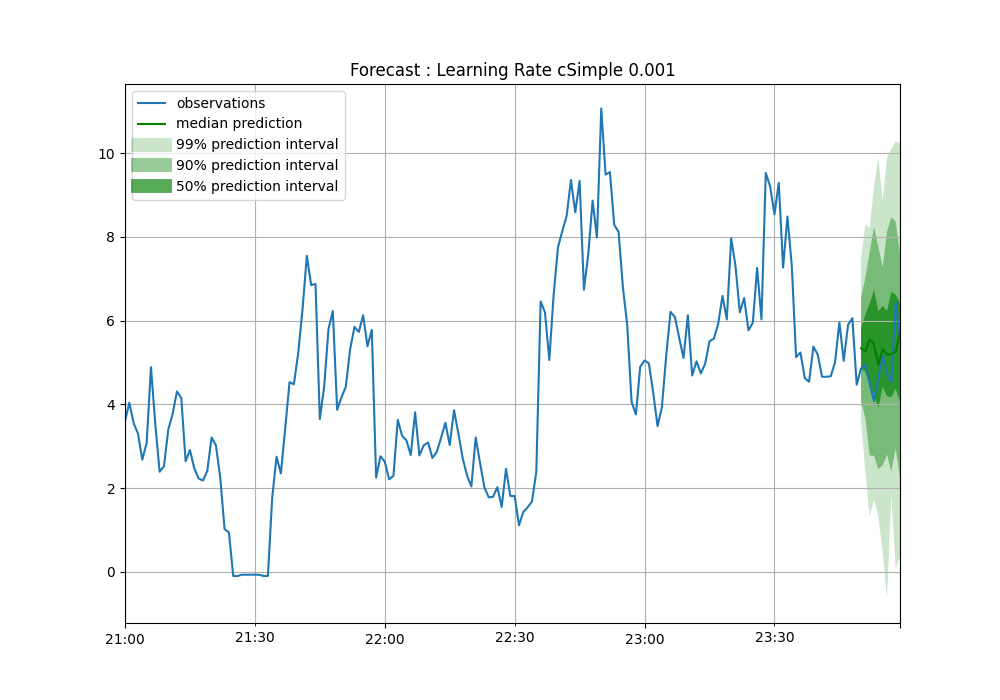 Forecast : Learning Rate cSimple 0.001
observations
median prediction
99% prediction interval
90% prediction interval
50% prediction interval
10
8
6
4
2
0
21:00 21:30 22:00 22:30 23:00 23:30